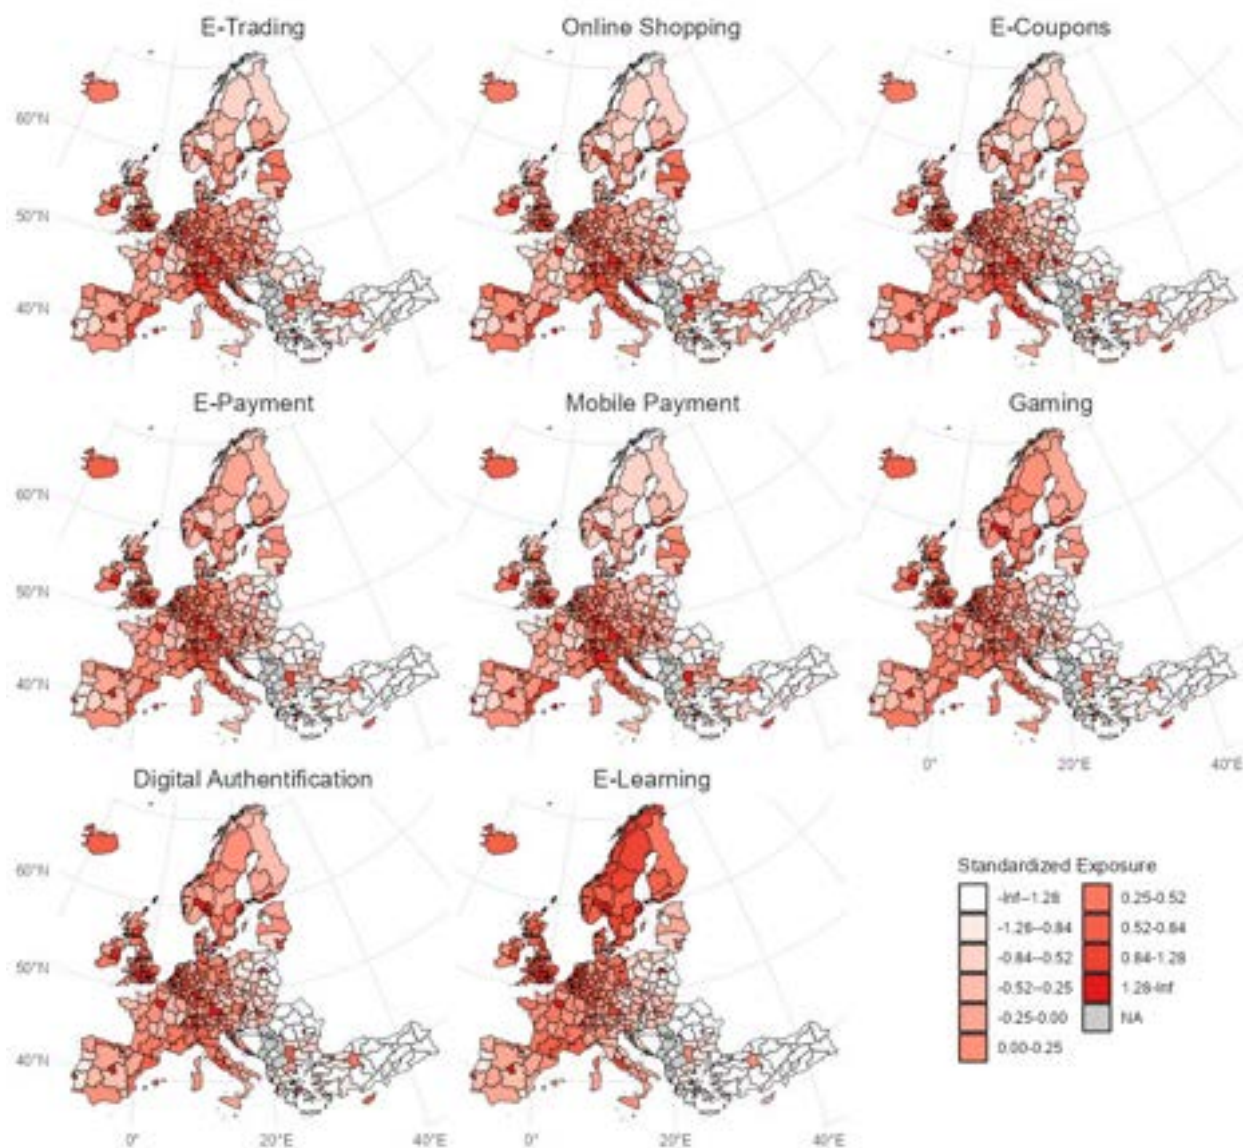 E-Trading Online Shopping E-Coupons
60°N
50°N
40°N
E-Payment Mobile Payment Gaming
60°N
50°N
40°N
0° 20°E 40°E
Digital Authentification E-Learning
60°N
50°N
40°N
0° 20°E 40°E 0° 20°E 40°E
Standardized Exposure
-Inf--1.28 0.25-0.52
-1.28--0.84 0.52-0.84
-0.84--0.52 0.84-1.28
-0.52--0.25 1.28-Inf
-0.25-0.00 NA
0.00-0.25